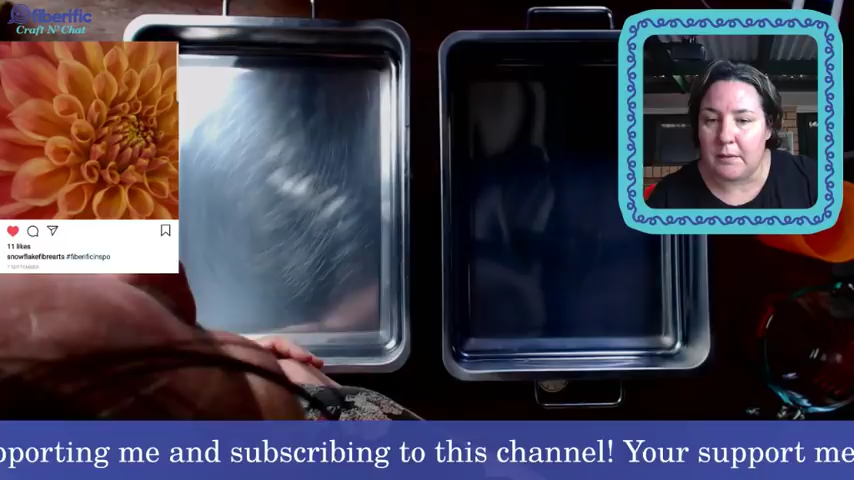 fiberific
Craft N' Chat
11 likes
snowflakefibrearts #fiberificinspo
7 SEPTEMBER
pporting me and subscribing to this channel! Your support me